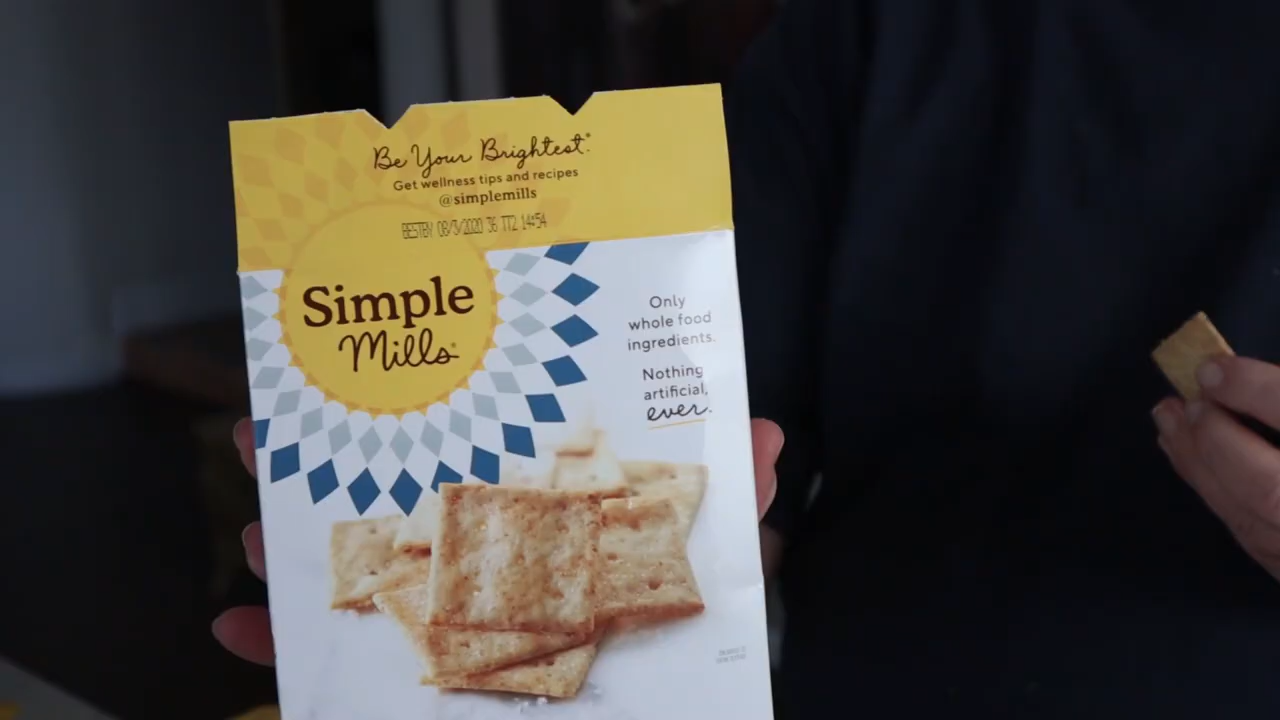 Be Your Brightest.®
Get wellness tips and recipes
@simplemills
BESTBY 08/3/2020 36 TT2 14:54
Simple
Mills®
Only
whole food
ingredients.
Nothing
artificial,
ever.